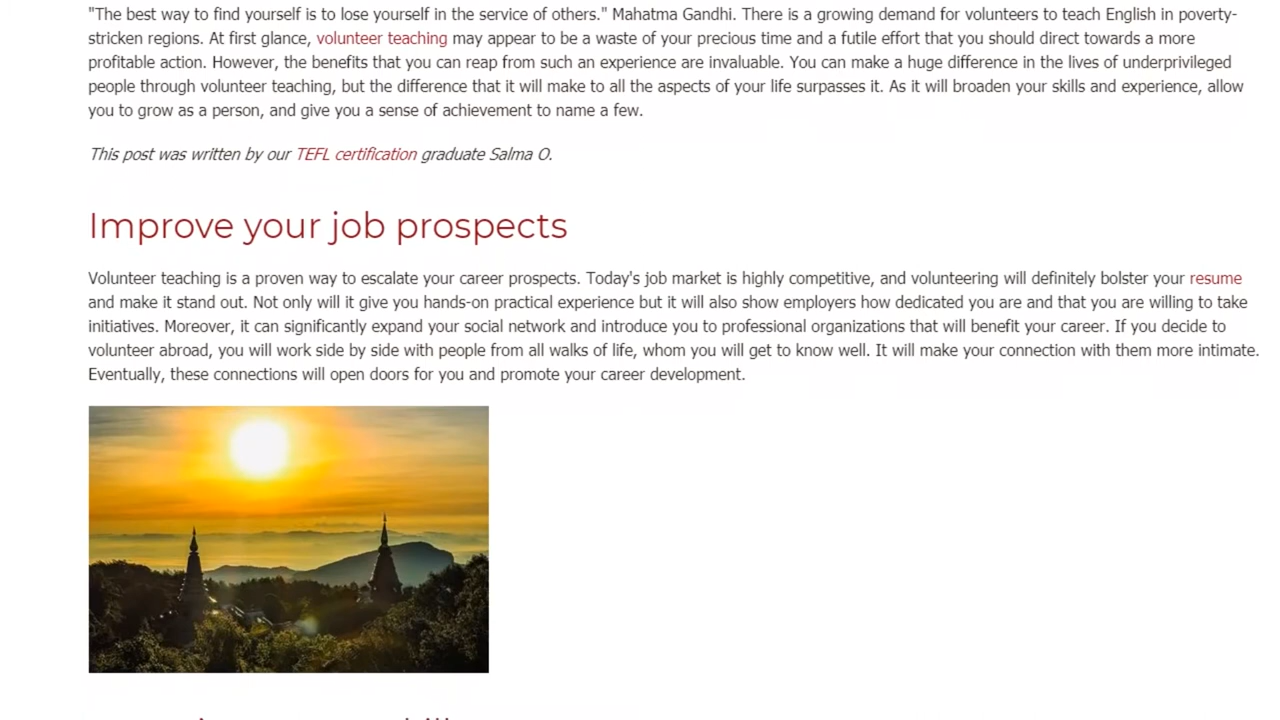 "The best way to find yourself is to lose yourself in the service of others." Mahatma Gandhi. There is a growing demand for volunteers to teach English in poverty-
stricken regions. At first glance, volunteer teaching may appear to be a waste of your precious time and a futile effort that you should direct towards a more
profitable action. However, the benefits that you can reap from such an experience are invaluable. You can make a huge difference in the lives of underprivileged
people through volunteer teaching, but the difference that it will make to all the aspects of your life surpasses it. As it will broaden your skills and experience, allow
you to grow as a person, and give you a sense of achievement to name a few.
This post was written by our TEFL certification graduate Salma O.
Improve your job prospects
Volunteer teaching is a proven way to escalate your career prospects. Today's job market is highly competitive, and volunteering will definitely bolster your resume
and make it stand out. Not only will it give you hands-on practical experience but it will also show employers how dedicated you are and that you are willing to take
initiatives. Moreover, it can significantly expand your social network and introduce you to professional organizations that will benefit your career. If you decide to
volunteer abroad, you will work side by side with people from all walks of life, whom you will get to know well. It will make your connection with them more intimate.
Eventually, these connections will open doors for you and promote your career development.